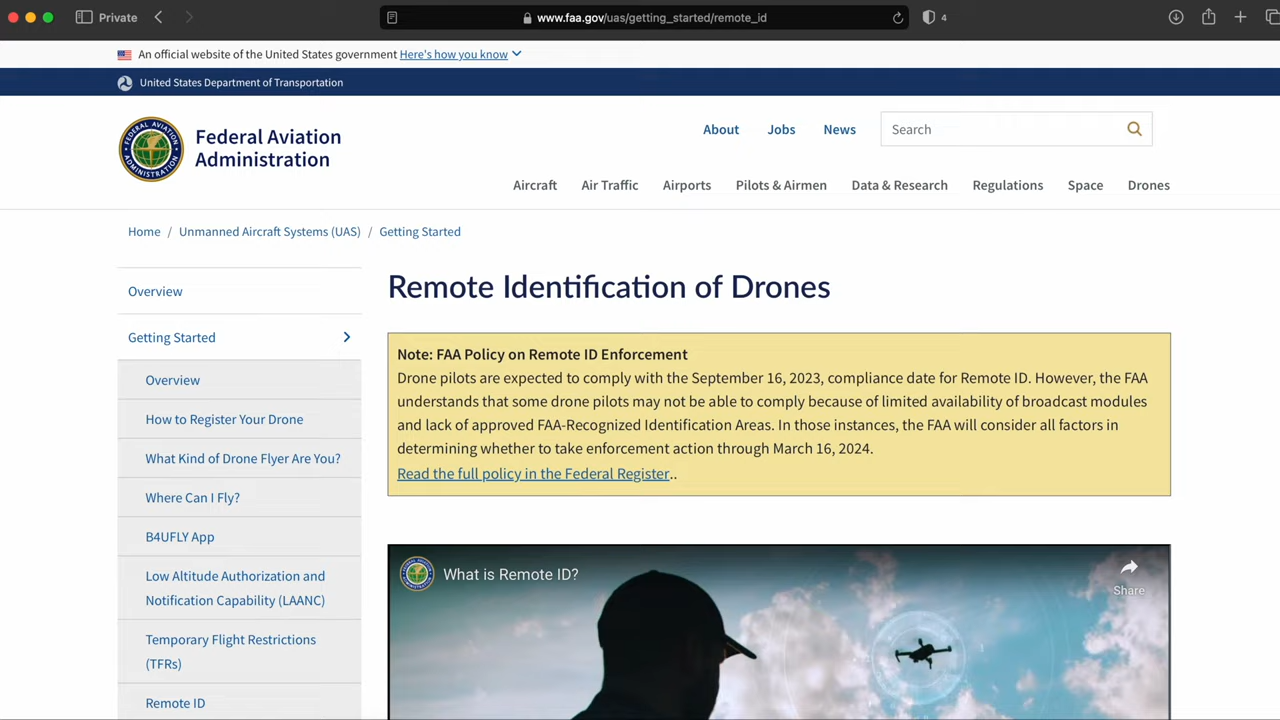 Private
www.faa.gov/uas/getting_started/remote_id
4
An official website of the United States government Here's how you know
United States Department of Transportation
FEDERAL AVIATION ADMINISTRATION
Federal Aviation
Administration
About Jobs News Search
Aircraft Air Traffic Airports Pilots & Airmen Data & Research Regulations Space Drones
Home / Unmanned Aircraft Systems (UAS) / Getting Started
Overview
Getting Started
Overview
How to Register Your Drone
What Kind of Drone Flyer Are You?
Where Can I Fly?
B4UFLY App
Low Altitude Authorization and
Notification Capability (LAANC)
Temporary Flight Restrictions
(TFRs)
Remote ID
Remote Identification of Drones
Note: FAA Policy on Remote ID Enforcement
Drone pilots are expected to comply with the September 16, 2023, compliance date for Remote ID. However, the FAA
understands that some drone pilots may not be able to comply because of limited availability of broadcast modules
and lack of approved FAA-Recognized Identification Areas. In those instances, the FAA will consider all factors in
determining whether to take enforcement action through March 16, 2024.
Read the full policy in the Federal Register..
What is Remote ID?
Share